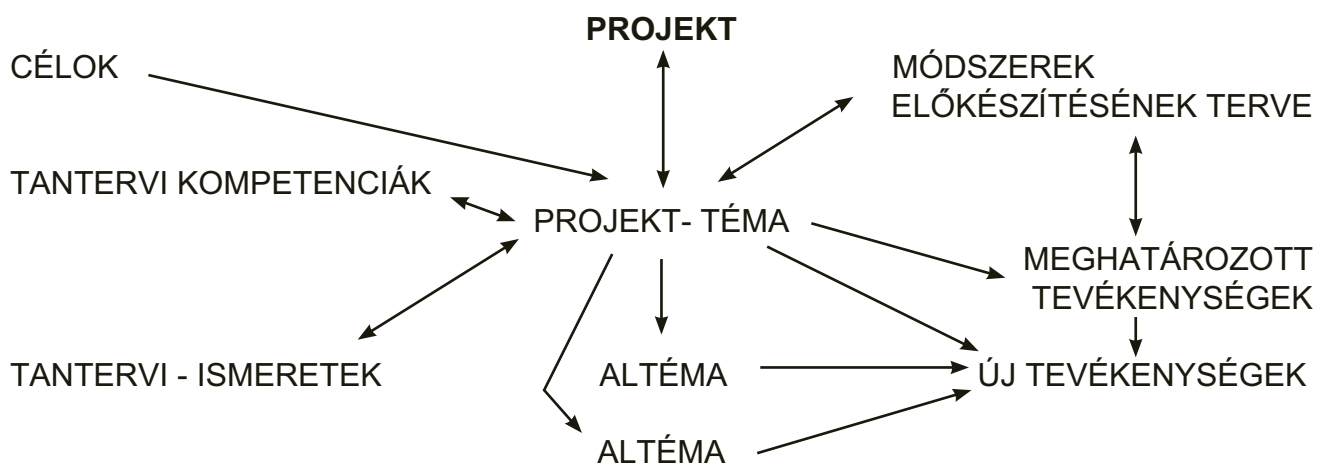 PROJEKT
CÉLOK
MÓDSZEREK
ELŐKÉSZÍTÉSÉNEK TERVE
TANTERVI KOMPETENCIÁK
PROJEKT- TÉMA
MEGHATÁROZOTT
TEVÉKENYSÉGEK
TANTERVI - ISMERETEK
ALTÉMA
ÚJ TEVÉKENYSÉGEK
ALTÉMA